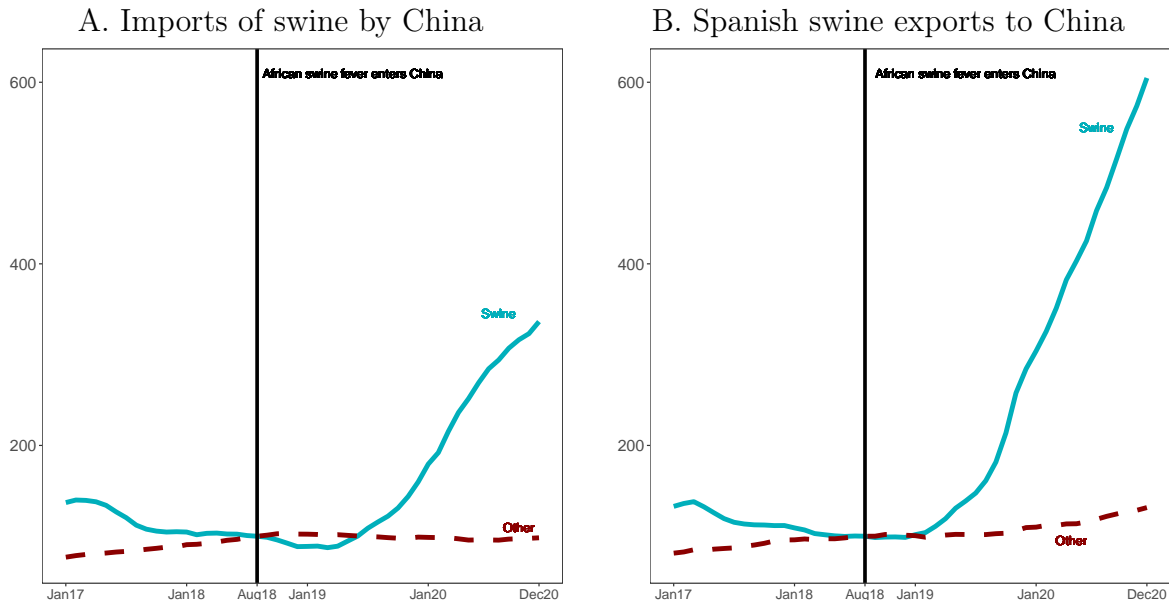 A. Imports of swine by China
600
400
200
African swine fever enters China
Swine
Other
Jan17
Jan18
Aug18
Jan19
Jan20
Dec20
B. Spanish swine exports to China
600
400
200
African swine fever enters China
Swine
Other
Jan17
Jan18
Aug18
Jan19
Jan20
Dec20